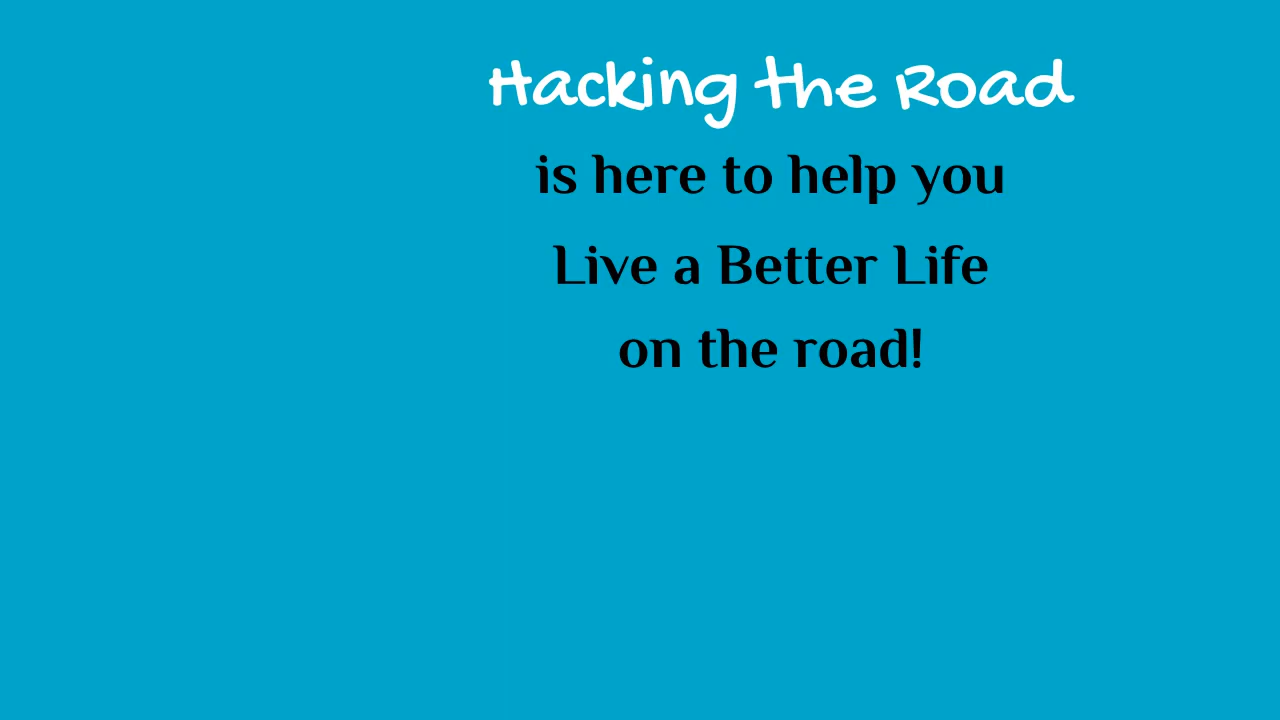 Hacking the Road
is here to help you
Live a Better Life
on the road!